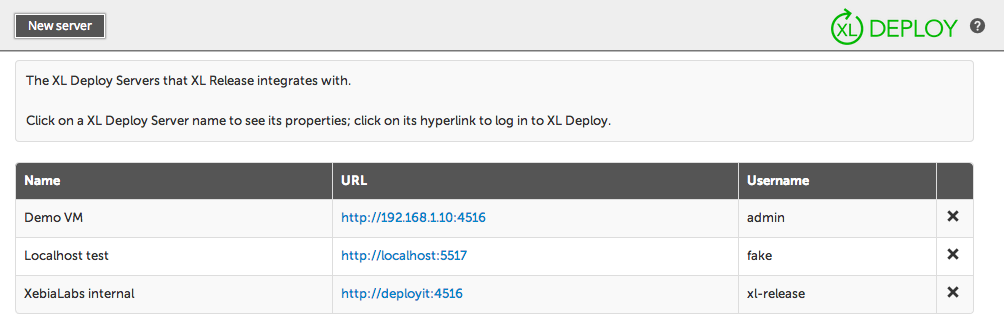 New server
XL DEPLOY ?
The XL Deploy Servers that XL Release integrates with.
Click on a XL Deploy Server name to see its properties; click on its hyperlink to log in to XL Deploy.
Name URL Username
Demo VM http://192.168.1.10:4516 admin
Localhost test http://localhost:5517 fake
XebiaLabs internal http://deployit:4516 xl-release